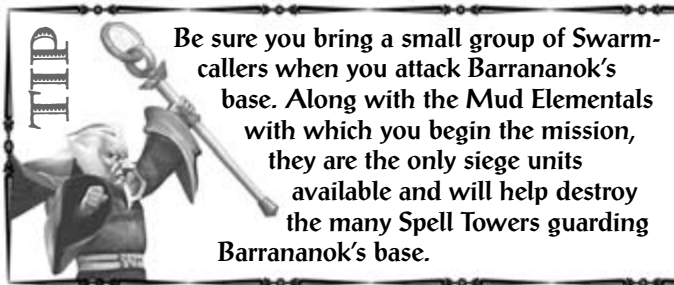 TIP
Be sure you bring a small group of Swarm-
callers when you attack Barrananok's
base. Along with the Mud Elementals
with which you begin the mission,
they are the only siege units
available and will help destroy
the many Spell Towers guarding
Barrananok's base.